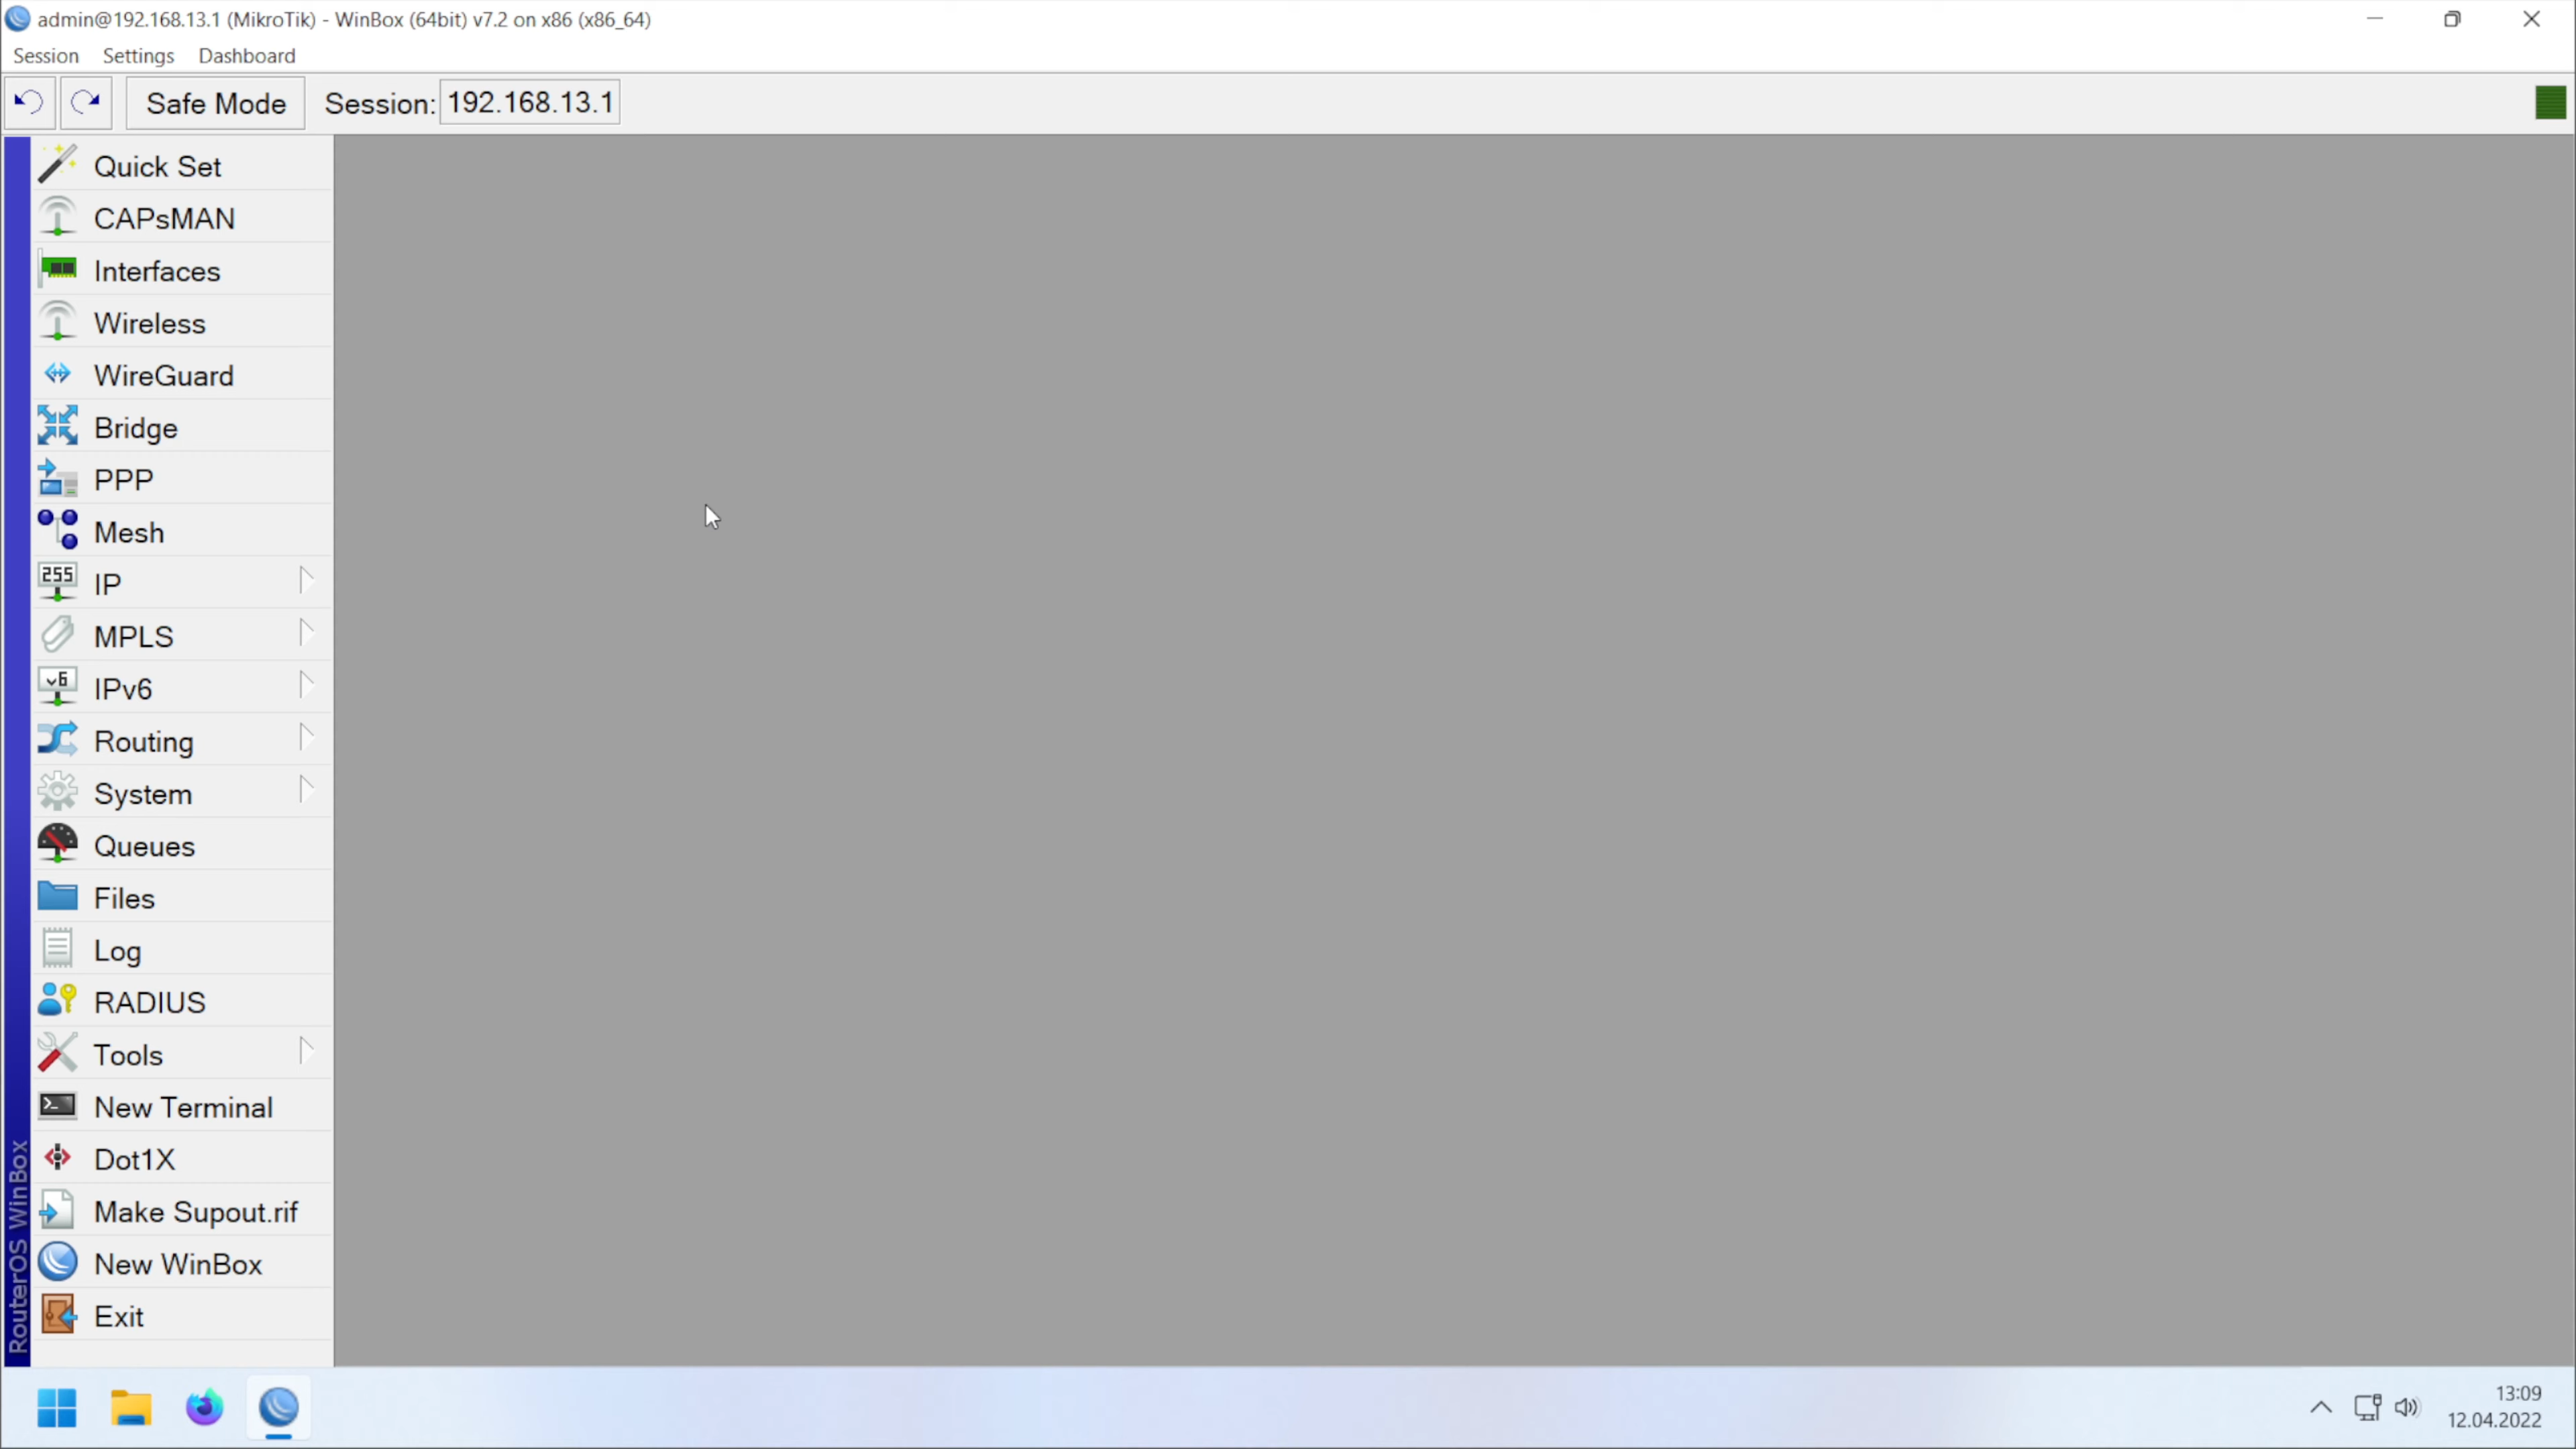 admin@192.168.13.1 (MikroTik) - WinBox (64bit) v7.2 on x86 (x86_64)
Session Settings Dashboard
Safe Mode Session: 192.168.13.1
Quick Set
CAPsMAN
Interfaces
Wireless
WireGuard
Bridge
PPP
Mesh
255 IP
MPLS
v6 IPv6
Routing
System
Queues
Files
Log
RADIUS
Tools
New Terminal
Dot1X
Make Supout.rif
New WinBox
Exit
RouterOS WinBox
13:09
12.04.2022